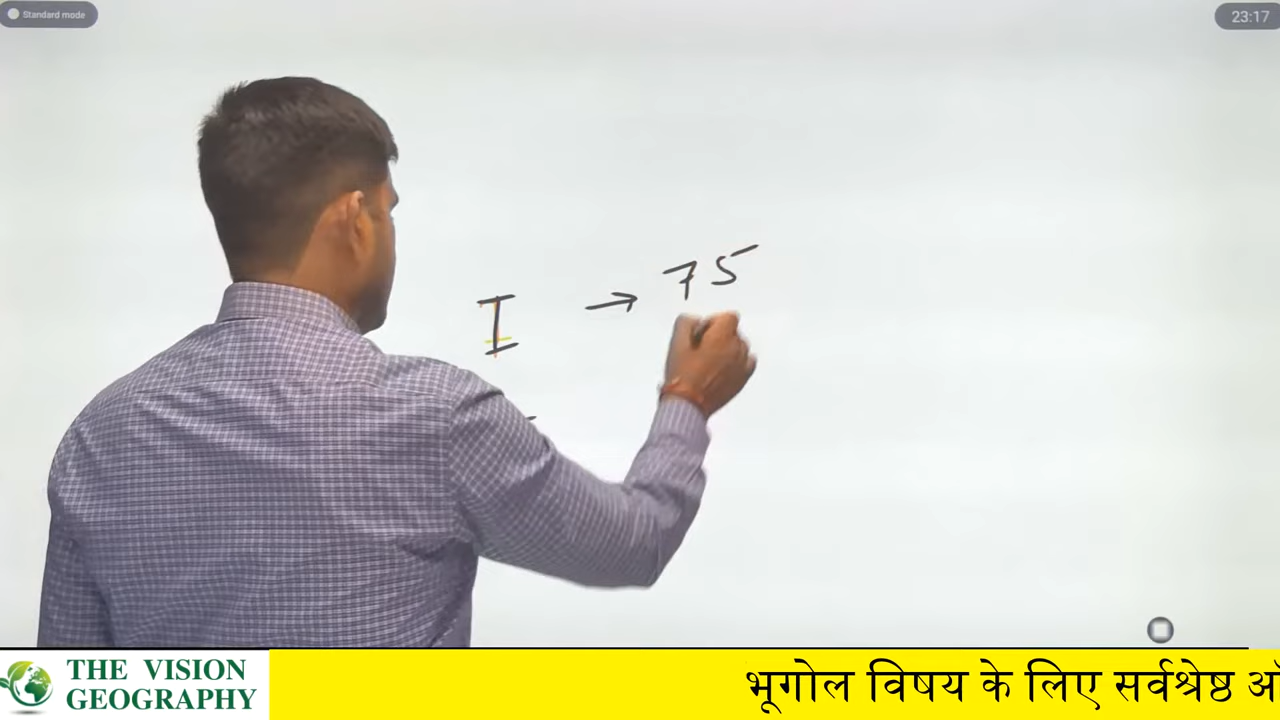 Standard mode
23:17
I → 75
THE VISION
GEOGRAPHY
भूगोल विषय के लिए सर्वश्रेष्ठ